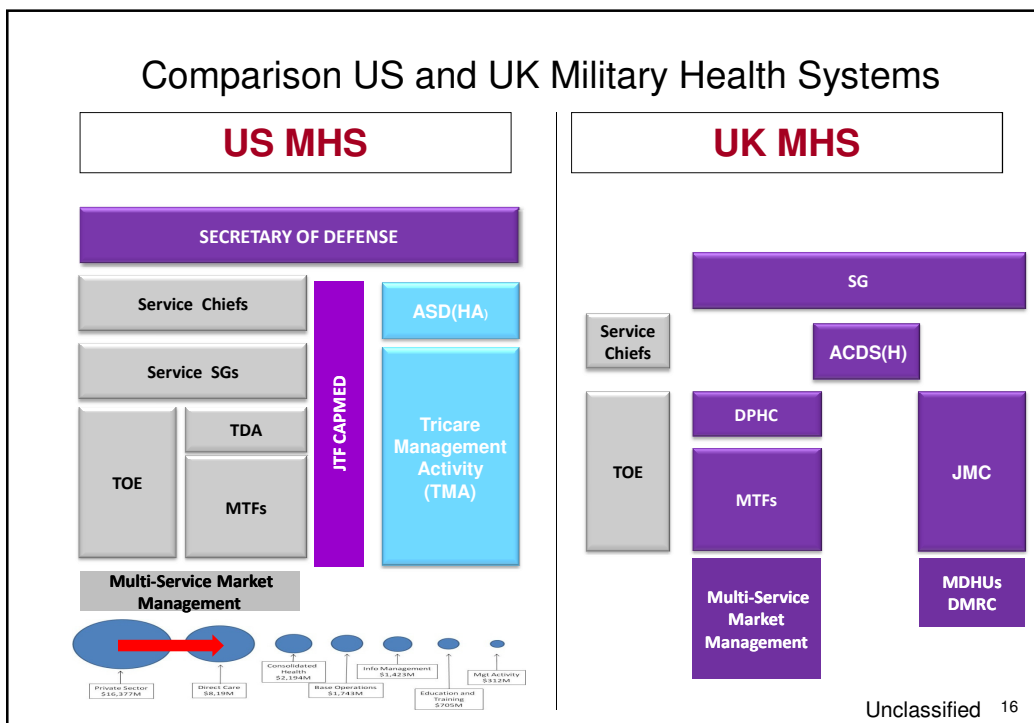 Comparison US and UK Military Health Systems
US MHS
SECRETARY OF DEFENSE
Service Chiefs
Service SGs
TOE
TDA
MTFs
JTF CAPMED
ASD(HA)
Tricare
Management
Activity
(TMA)
Multi-Service Market
Management
Private Sector
$16,377M
Direct Care
$8,19M
Consolidated
Health
$2,194M
Base Operations
$1,743M
Info Management
$1,423M
Education and
Training
$705M
Mgt Activity
$312M
UK MHS
SG
Service
Chiefs
ACDS(H)
TOE
DPHC
MTFs
JMC
Multi-Service
Market
Management
MDHUs
DMRC
Unclassified 16